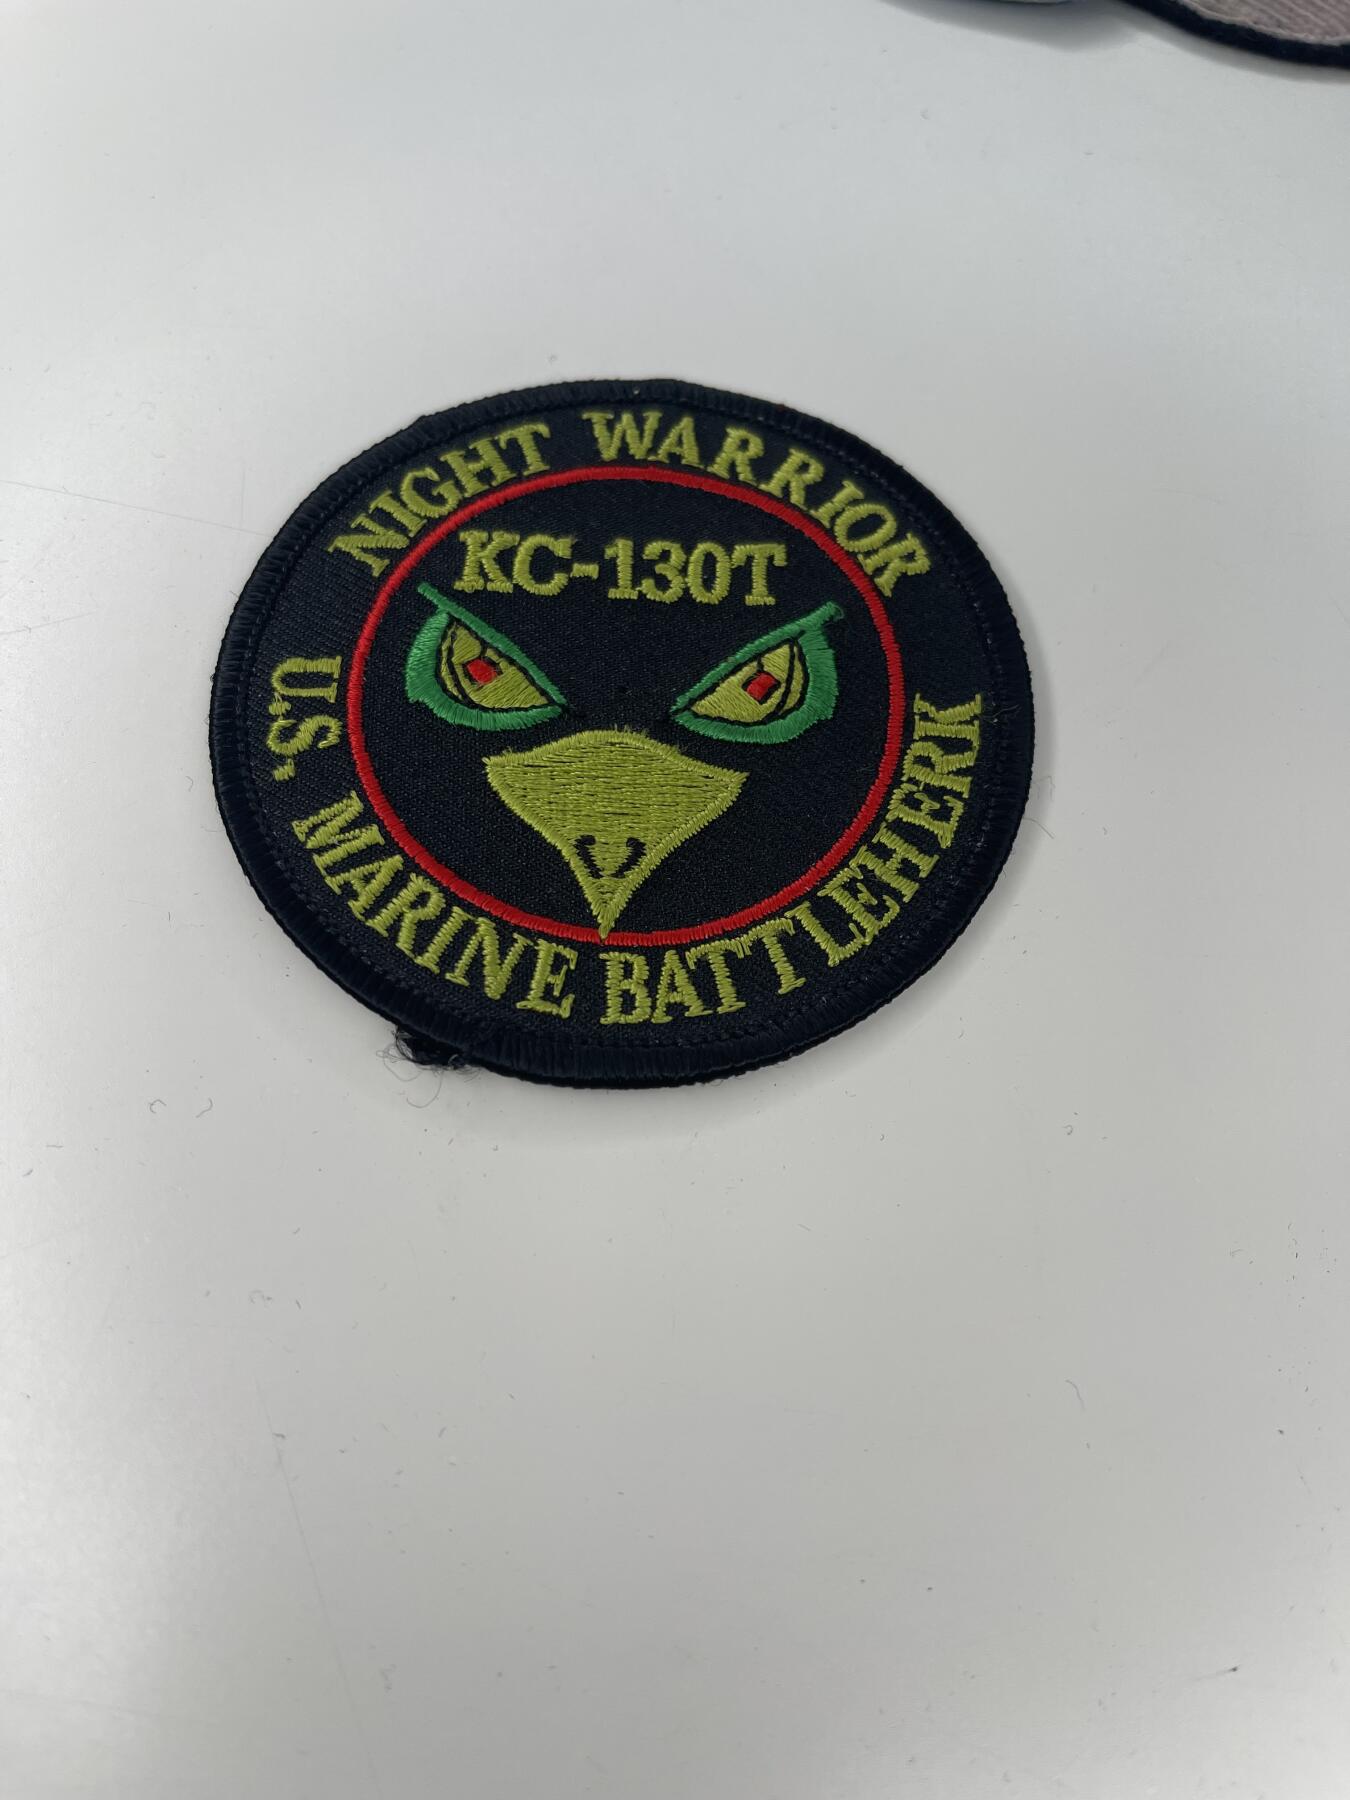 NIGHT WARRIOR
KC-130T
U.S. MARINE BATTLEHERK